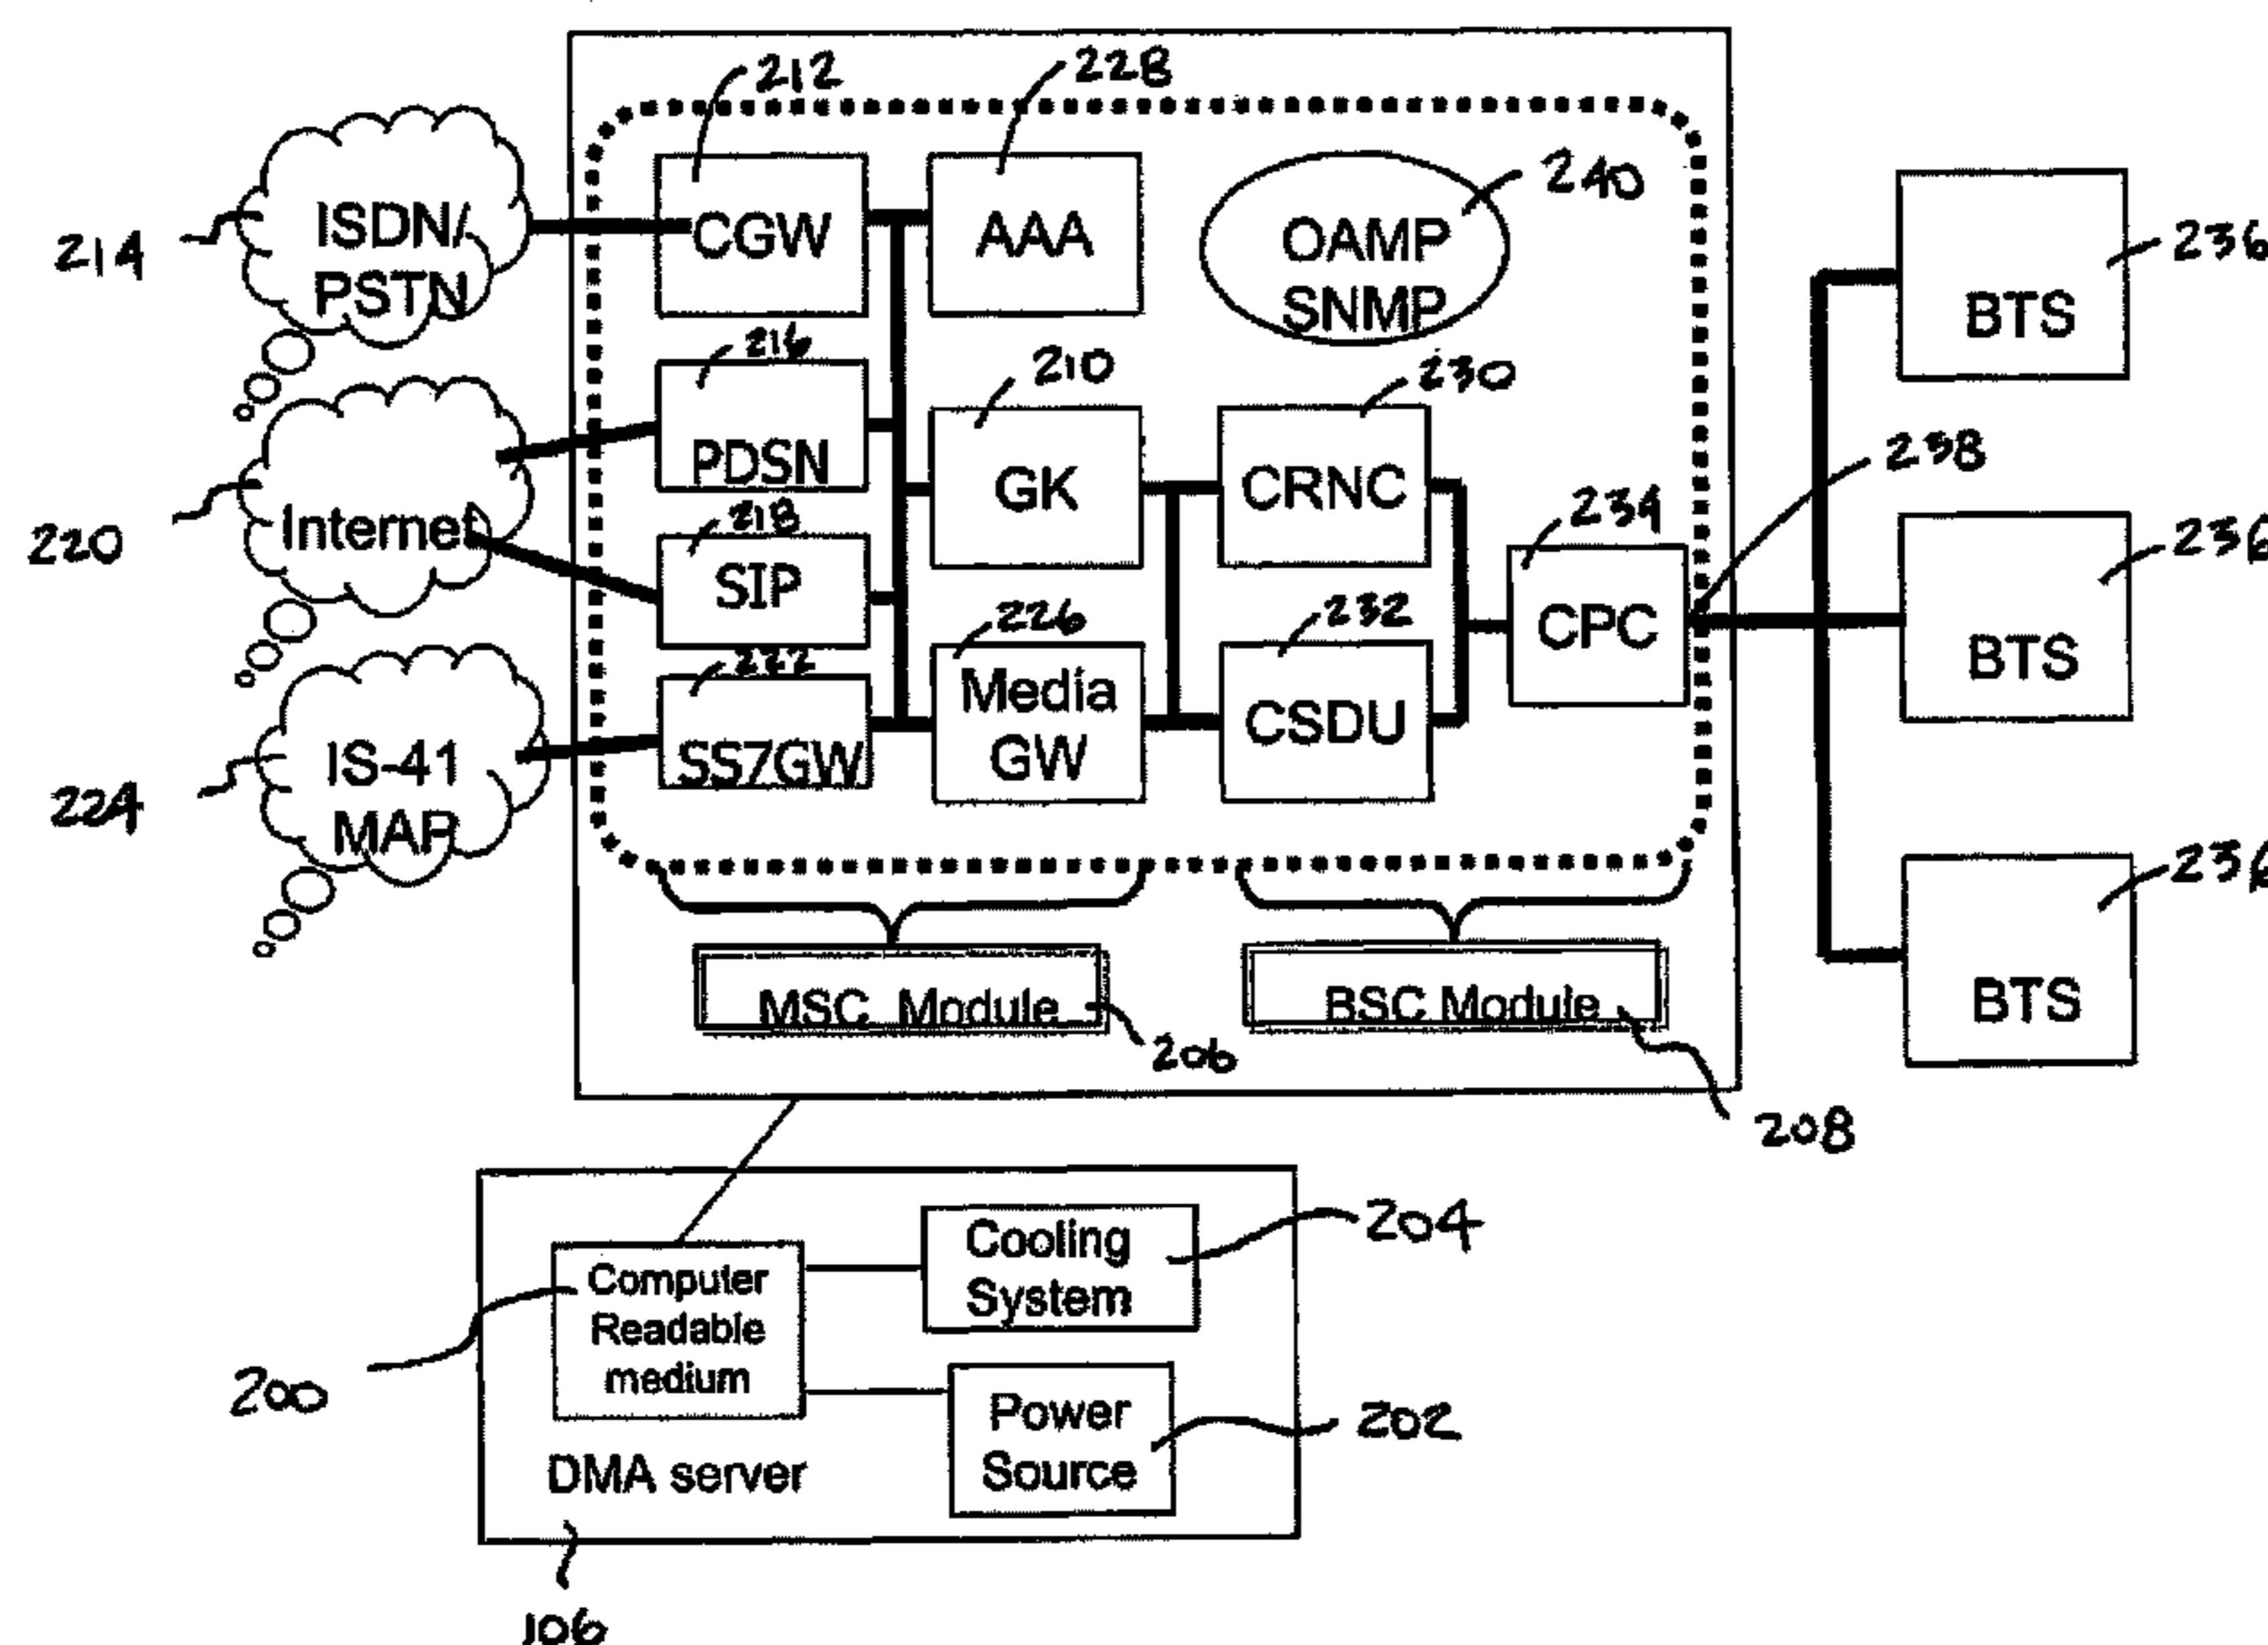 212
228
214
ISDN/
PSTN
CGW
AAA
OAMP
SNMP
240
236
BTS
216
PDSN
210
GK
230
CRNC
238
220
Internet
218
SIP
226
Media
GW
232
CSDU
234
CPC
236
BTS
224
IS-41
MAP
222
SS7GW
236
BTS
MSC Module
206
BSC Module
208
200
Computer
Readable
medium
Cooling
System
204
Power
Source
202
DMA server
106